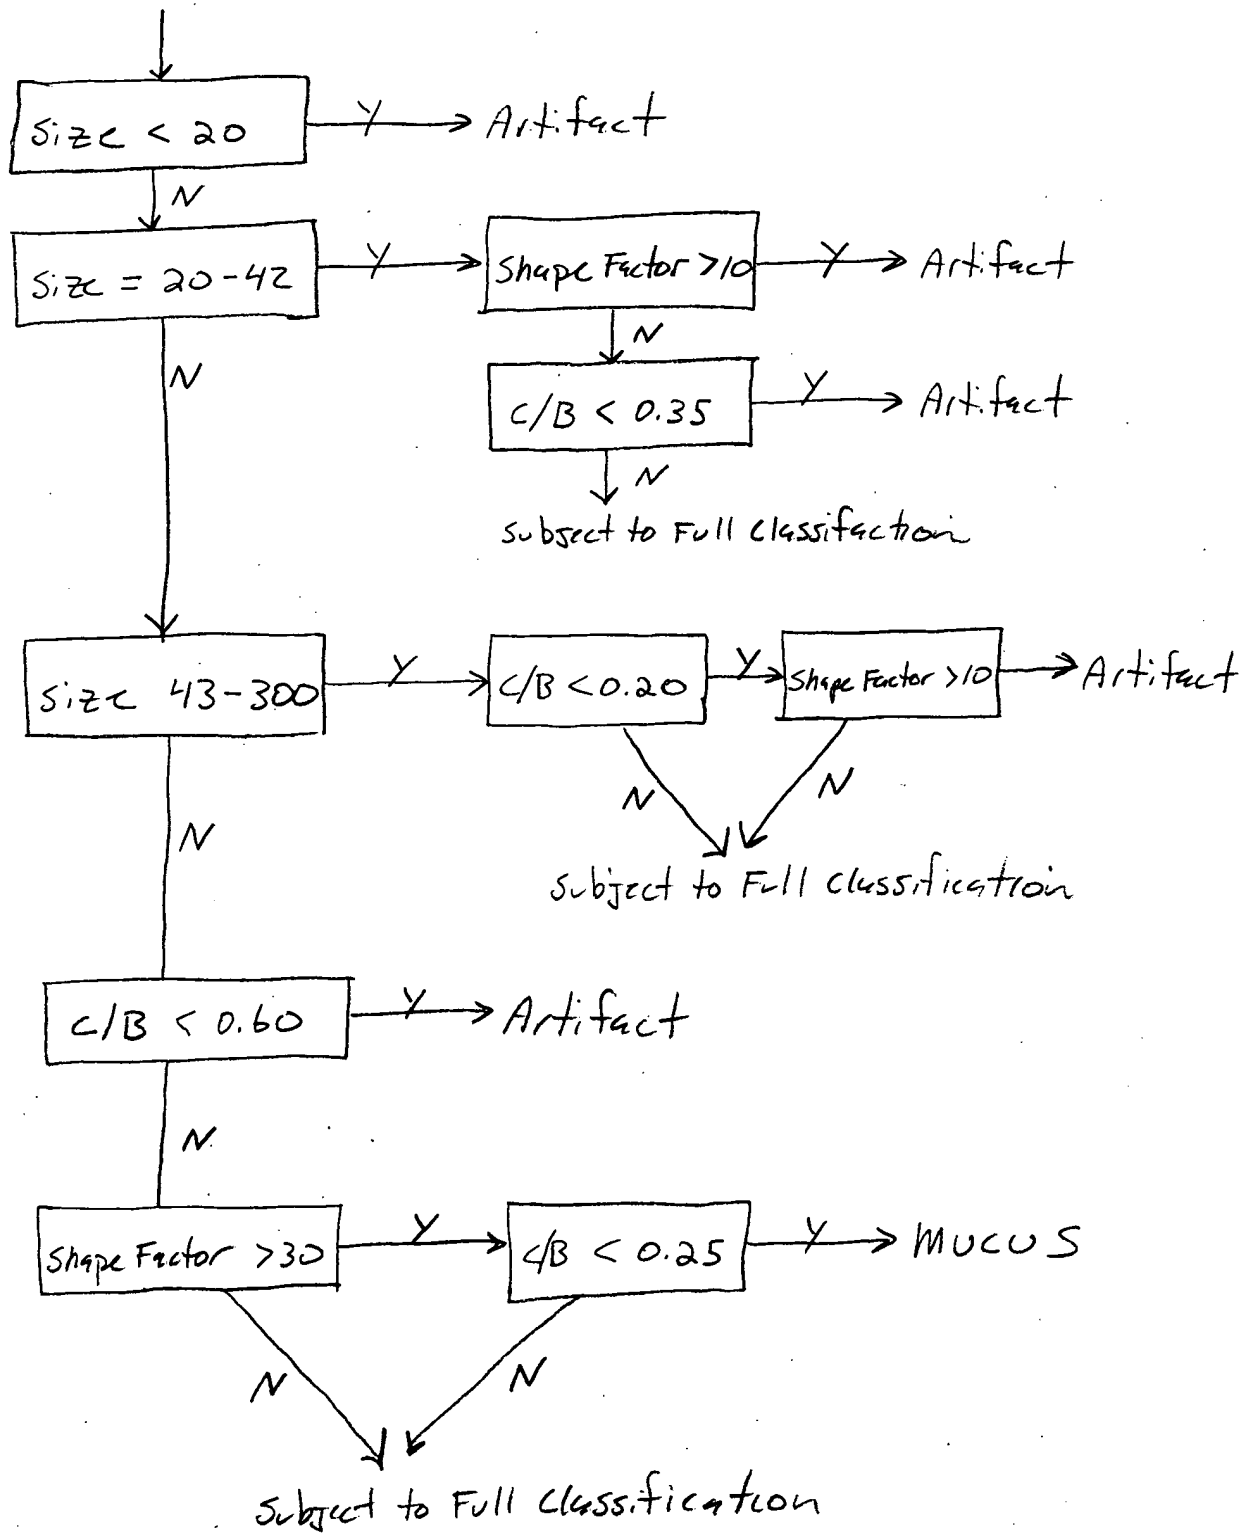 Size < 20
Y
Artifact
N
Size = 20-42
Y
Shape Factor >10
Y
Artifact
N
N
C/B < 0.35
Y
Artifact
N
Subject to Full Classifaction
Size 43-300
Y
C/B < 0.20
Y
Shape Factor >10
Artifact
N
N
N
Subject to Full Classification
C/B < 0.60
Y
Artifact
N
Shape Factor >30
Y
C/B < 0.25
Y
MUCUS
N
N
Subject to Full Classification